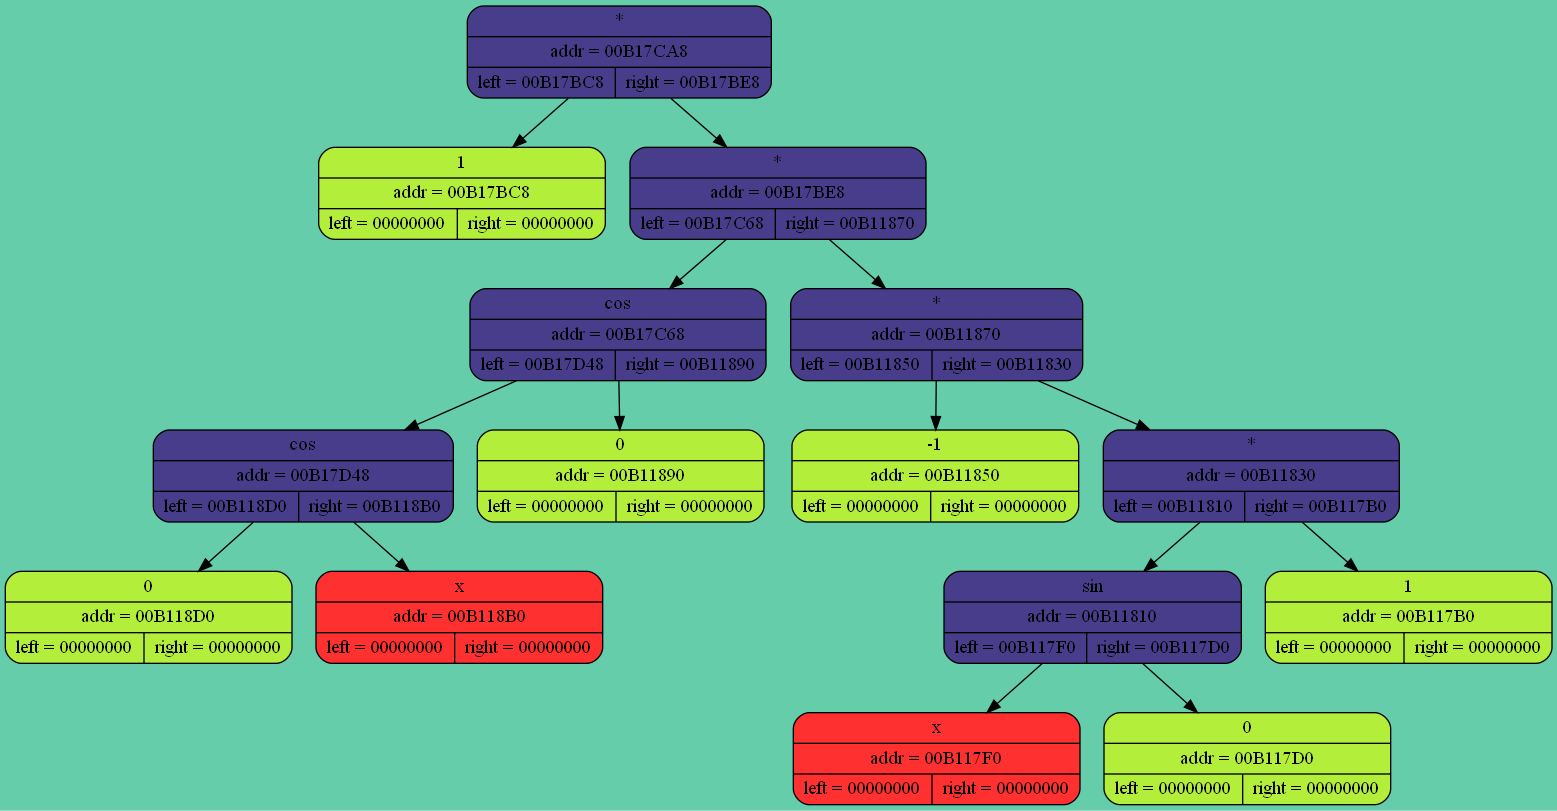 *
addr = 00B17CA8
left = 00B17BC8 right = 00B17BE8
1
addr = 00B17BC8
left = 00000000 right = 00000000
*
addr = 00B17BE8
left = 00B17C68 right = 00B11870
cos
addr = 00B17C68
left = 00B17D48 right = 00B11890
*
addr = 00B11870
left = 00B11850 right = 00B11830
cos
addr = 00B17D48
left = 00B118D0 right = 00B118B0
0
addr = 00B11890
left = 00000000 right = 00000000
-1
addr = 00B11850
left = 00000000 right = 00000000
*
addr = 00B11830
left = 00B11810 right = 00B117B0
0
addr = 00B118D0
left = 00000000 right = 00000000
x
addr = 00B118B0
left = 00000000 right = 00000000
sin
addr = 00B11810
left = 00B117F0 right = 00B117D0
1
addr = 00B117B0
left = 00000000 right = 00000000
x
addr = 00B117F0
left = 00000000 right = 00000000
0
addr = 00B117D0
left = 00000000 right = 00000000